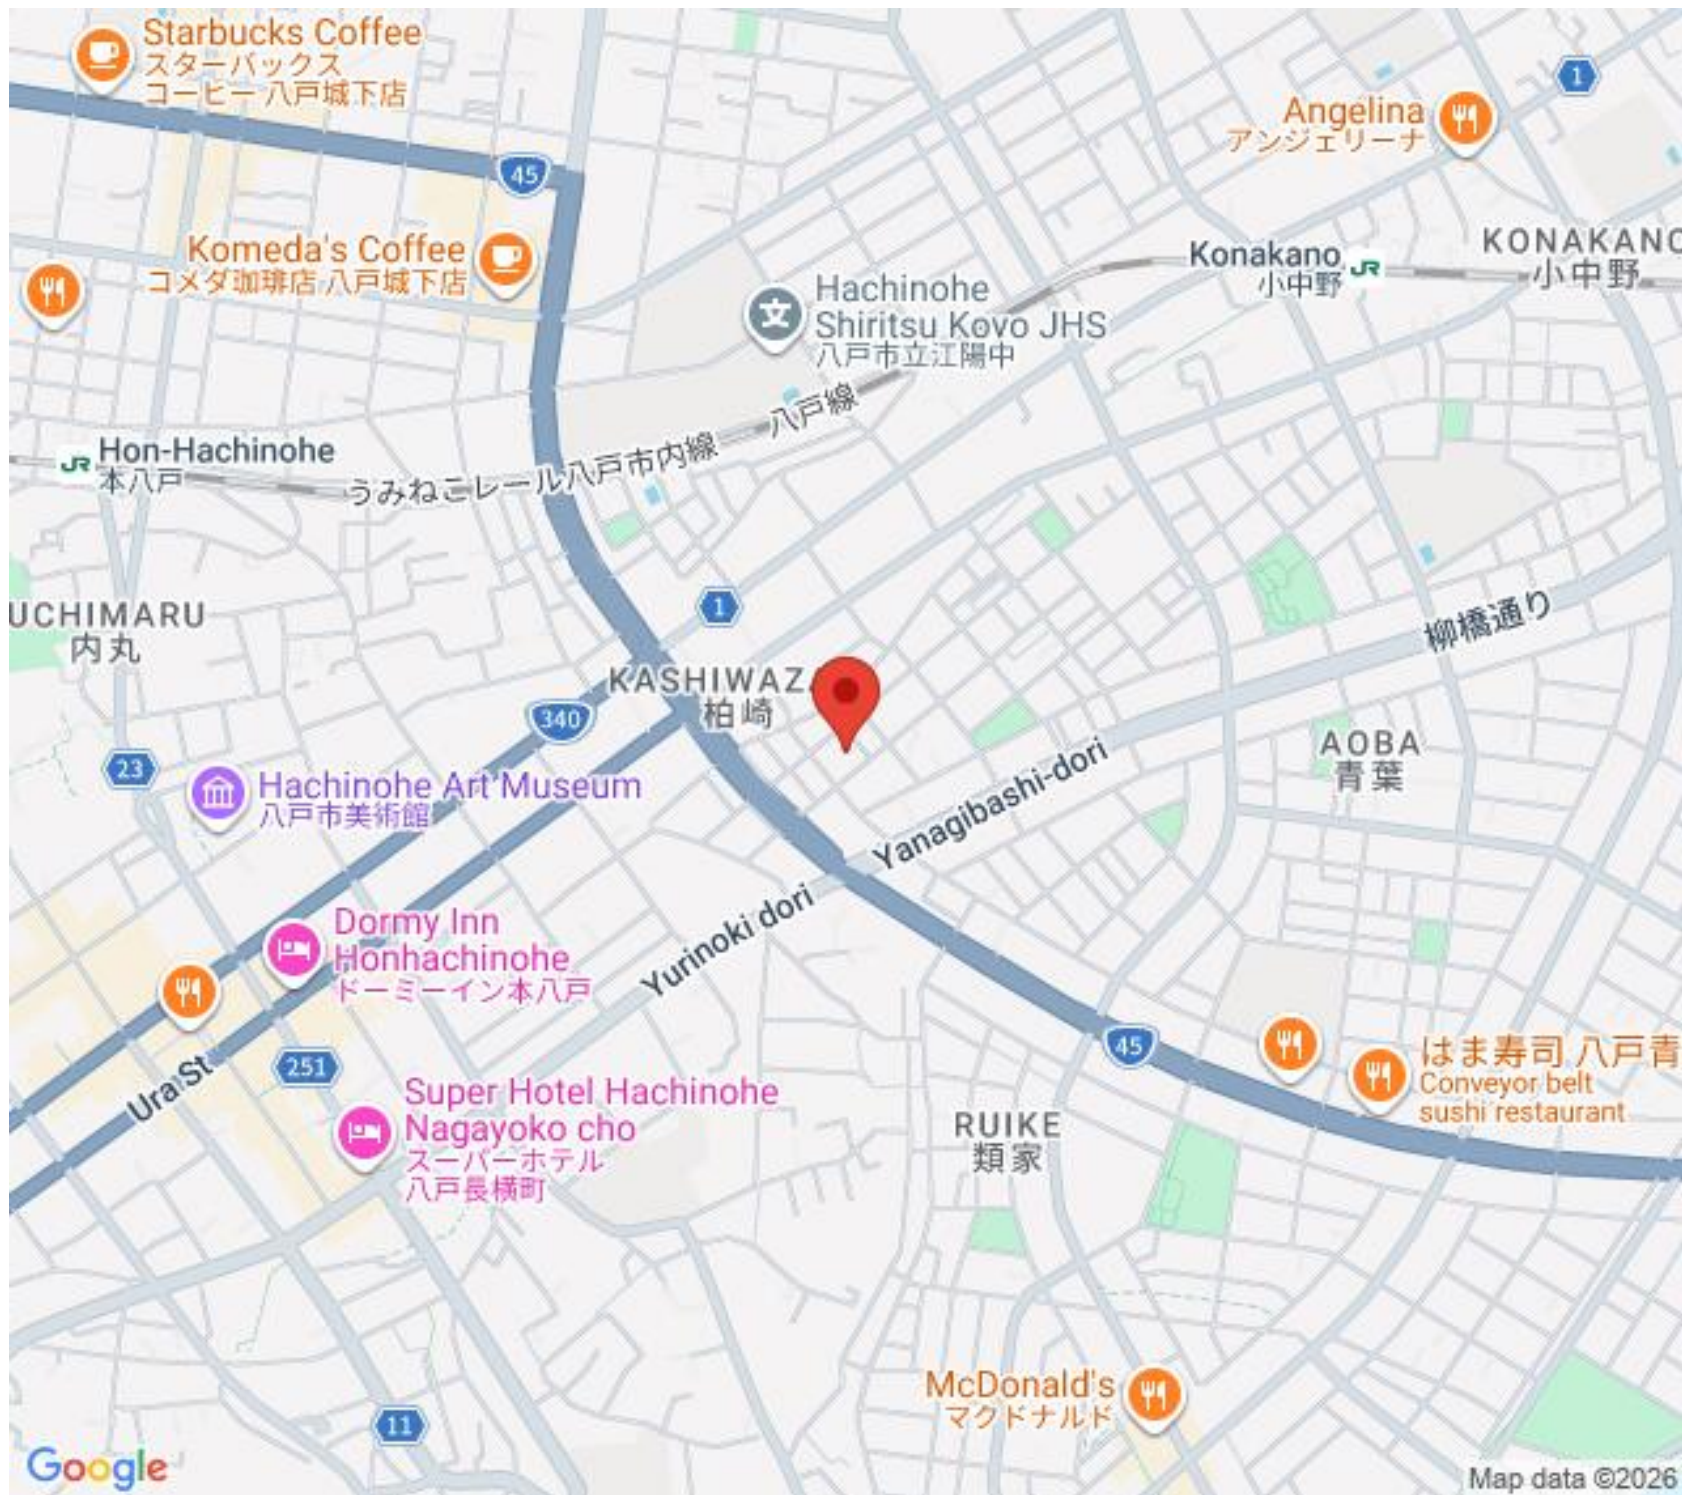 Starbucks Coffee
スターバックス
コーヒー 八戸城下店
45
1
Angelina
アンジェリーナ
Komeda's Coffee
コメダ珈琲店 八戸城下店
Konakano
小中野
JR
KONAKANO
小中野
文
Hachinohe
Shiritsu Koyo JHS
八戸市立江陽中
八戸線
JR
Hon-Hachinohe
本八戸
うみねこレール八戸市内線
1
UCHIMARU
内丸
柳橋通り
KASHIWAZA
柏崎
340
23
AOBA
青葉
Hachinohe Art Museum
八戸市美術館
Yanagibashi-dori
Dormy Inn
Honhachinohe
ドーミーイン本八戸
Yurinoki dori
Ura St
251
45
はま寿司 八戸青
Conveyor belt
sushi restaurant
Super Hotel Hachinohe
Nagayoko cho
スーパーホテル
八戸長横町
RUIKE
類家
McDonald's
マクドナルド
11
Google
Map data ©2026